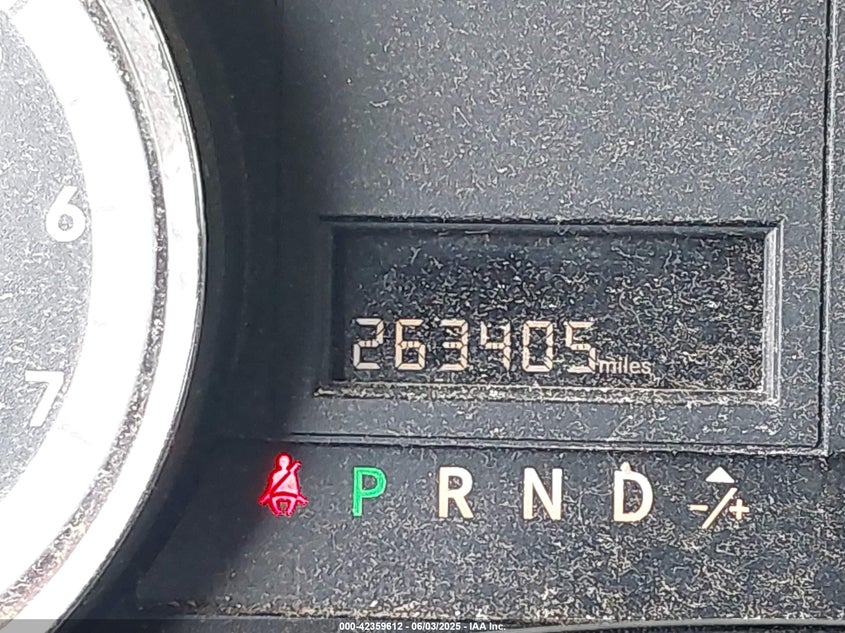 6
7
263405miles
P R N D -/+
000-42359612 - 06/03/2025 - IAA Inc.